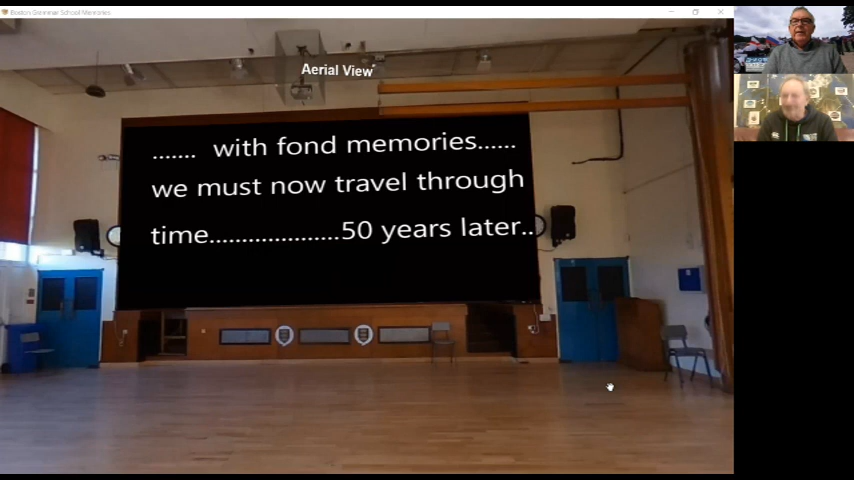 Boston Grammar School Memories
Aerial View
....... with fond memories......
we must now travel through
time....................50 years later..